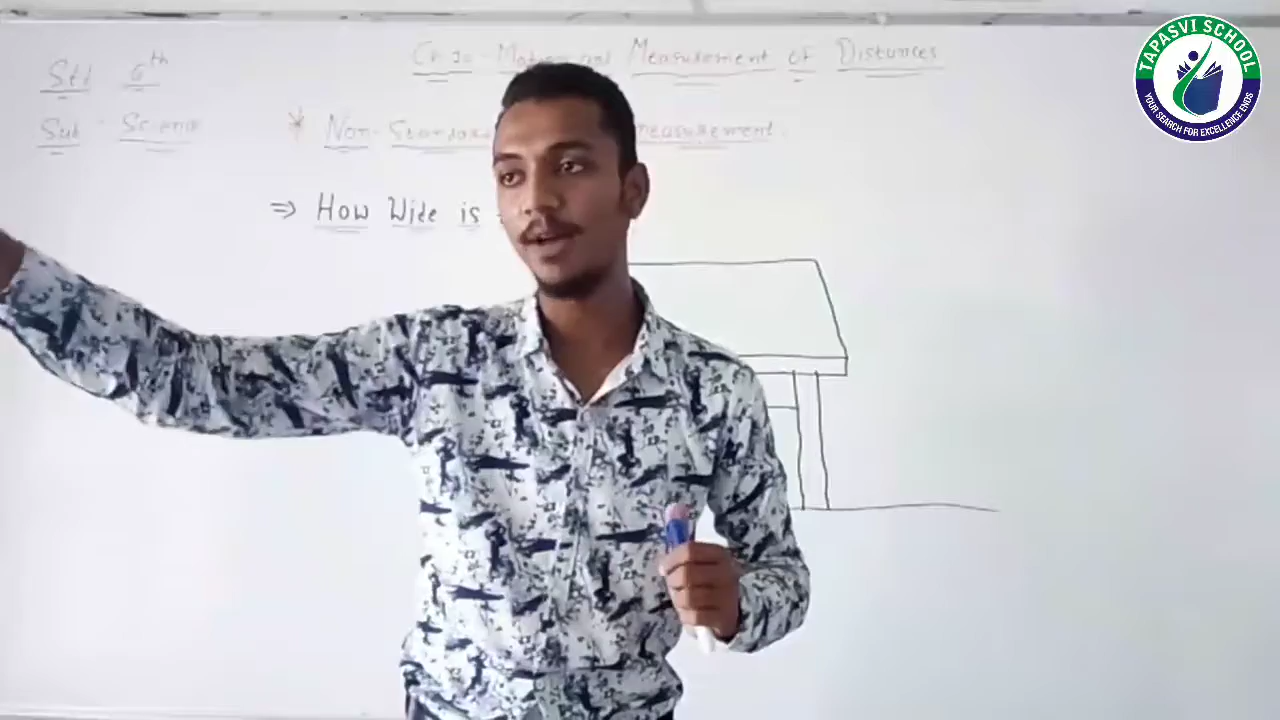 Std 6th
Ch 10 - Motion and Measurement of Distances
Sub - Science
* Non-Standard measurement.
⇒ How Wide is
TAPASVI SCHOOL
YOUR SEARCH FOR EXCELLENCE ENDS